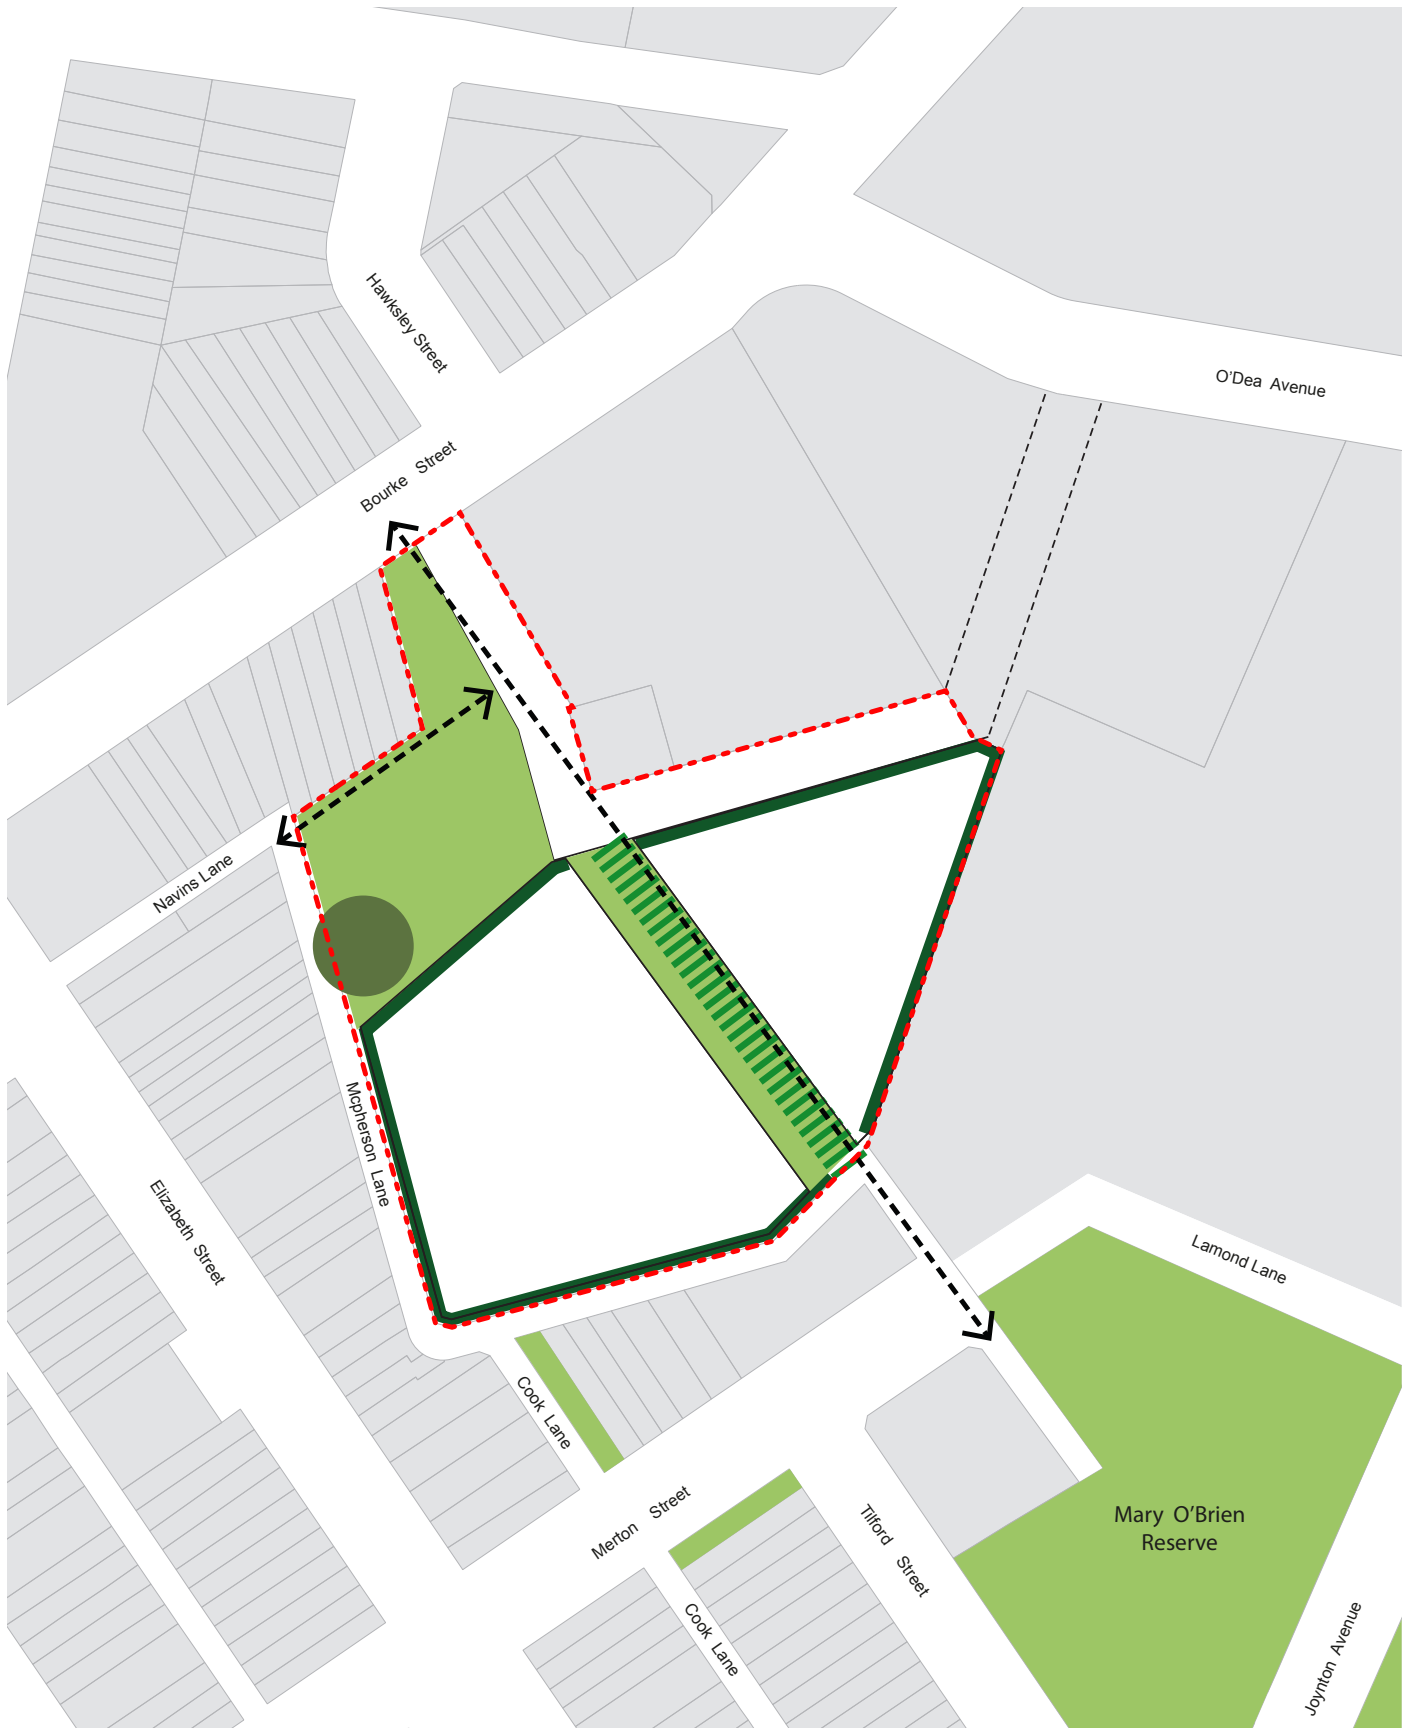 Hawksley Street
O'Dea Avenue
Bourke Street
Navins Lane
Mcpherson Lane
Elizabeth Street
Lamond Lane
Cook Lane
Merton Street
Tilford Street
Mary O'Brien
Reserve
Cook Lane
Joynton Avenue